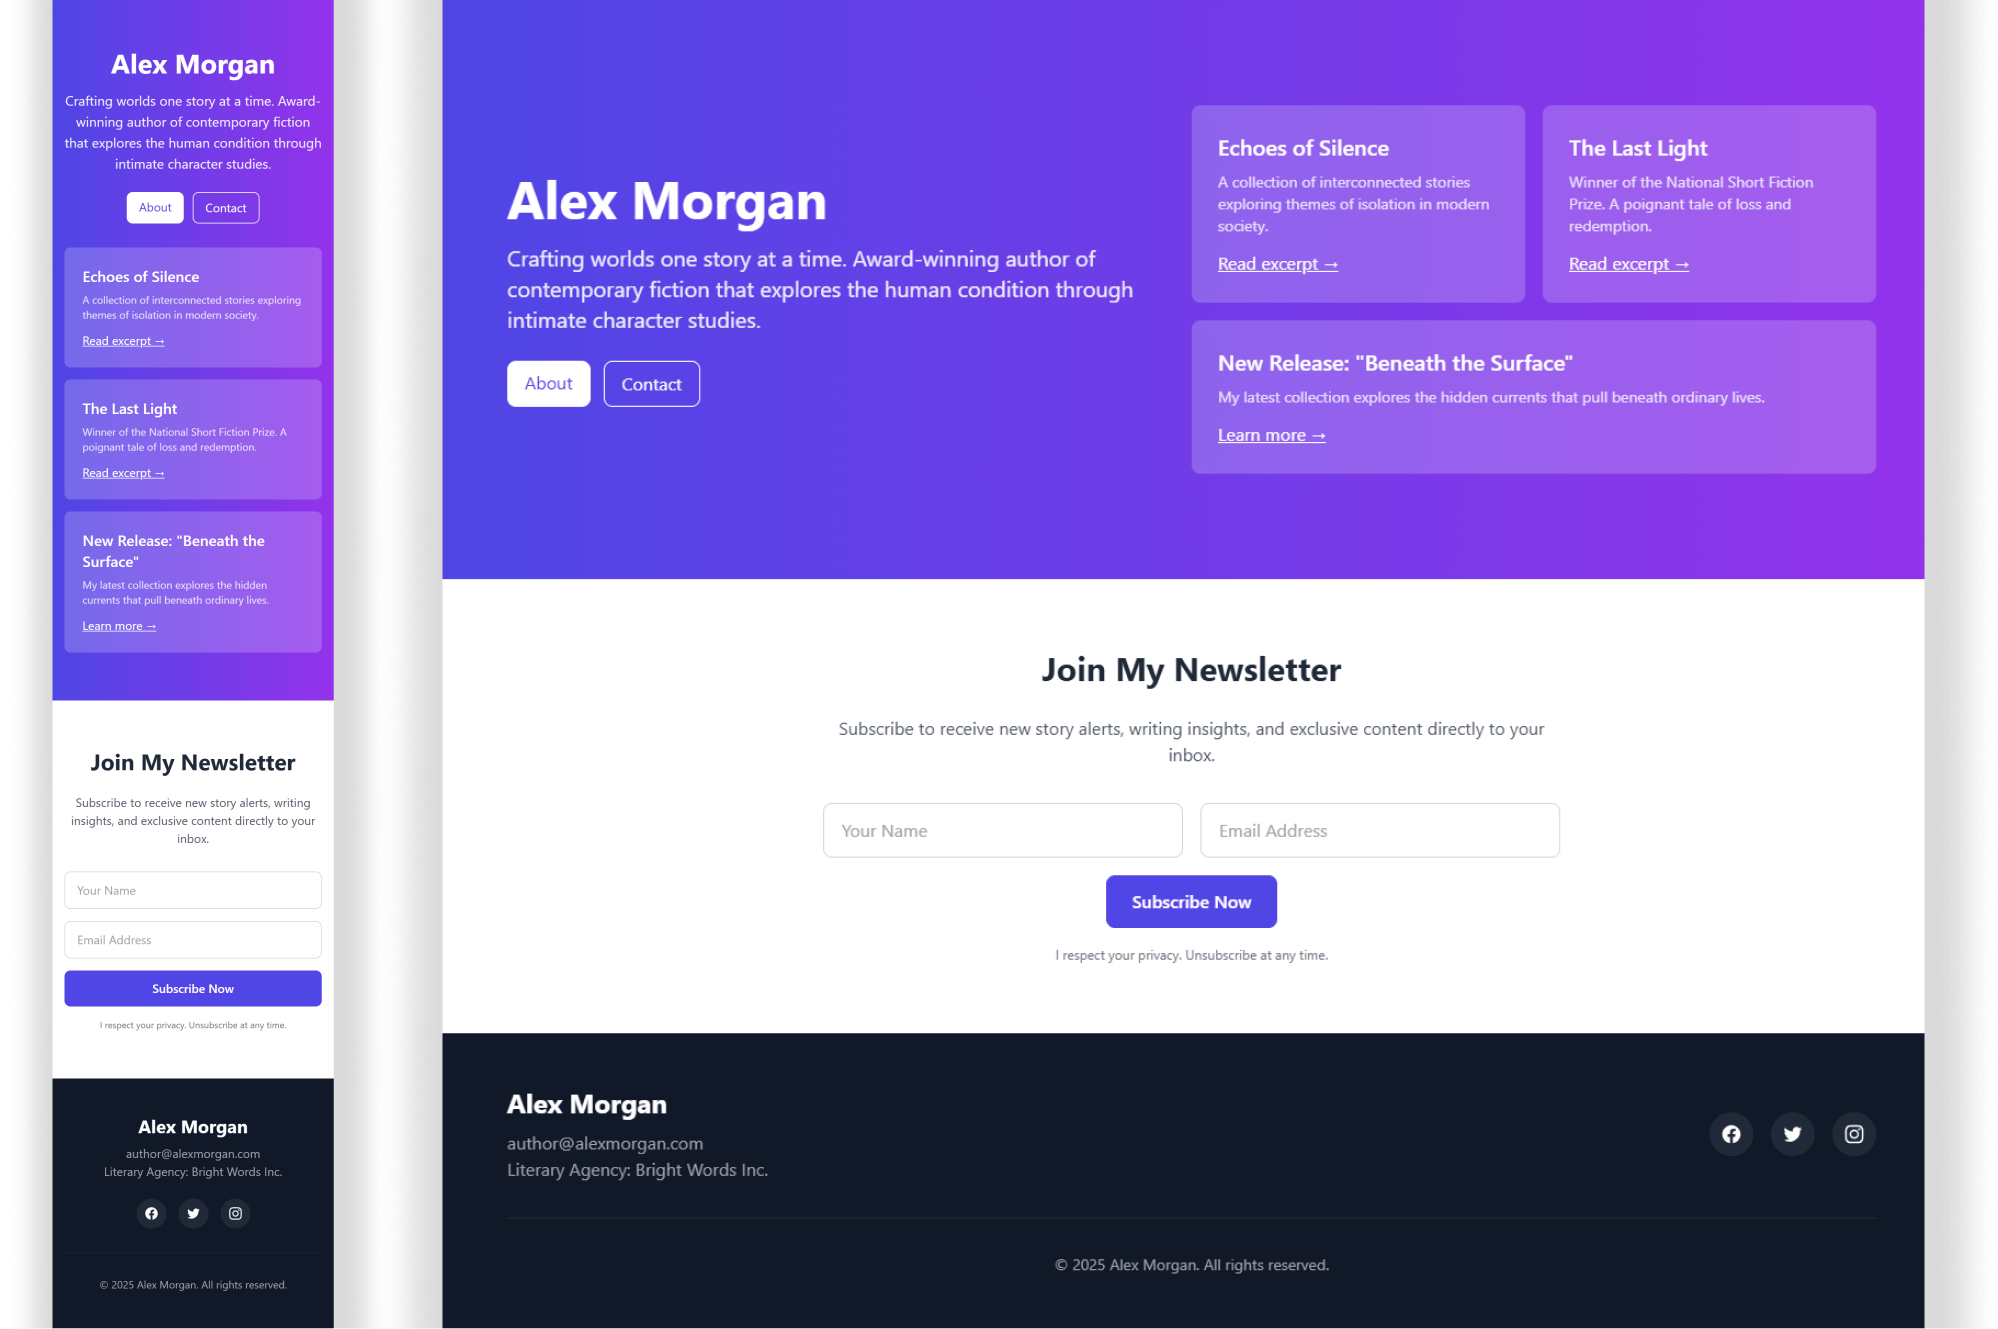 Alex Morgan
Crafting worlds one story at a time. Award-
winning author of contemporary fiction
that explores the human condition through
intimate character studies.
About
Contact
Echoes of Silence
A collection of interconnected stories exploring
themes of isolation in modern society.
Read excerpt →
The Last Light
Winner of the National Short Fiction Prize. A
poignant tale of loss and redemption.
Read excerpt →
New Release: "Beneath the
Surface"
My latest collection explores the hidden
currents that pull beneath ordinary lives.
Learn more →
Join My Newsletter
Subscribe to receive new story alerts, writing
insights, and exclusive content directly to your
inbox.
Your Name
Email Address
Subscribe Now
I respect your privacy. Unsubscribe at any time.
Alex Morgan
author@alexmorgan.com
Literary Agency: Bright Words Inc.
© 2025 Alex Morgan. All rights reserved.
Alex Morgan
Crafting worlds one story at a time. Award-winning author of
contemporary fiction that explores the human condition through
intimate character studies.
About
Contact
Echoes of Silence
A collection of interconnected stories
exploring themes of isolation in modern
society.
Read excerpt →
The Last Light
Winner of the National Short Fiction
Prize. A poignant tale of loss and
redemption.
Read excerpt →
New Release: "Beneath the Surface"
My latest collection explores the hidden currents that pull beneath ordinary lives.
Learn more →
Join My Newsletter
Subscribe to receive new story alerts, writing insights, and exclusive content directly to your
inbox.
Your Name
Email Address
Subscribe Now
I respect your privacy. Unsubscribe at any time.
Alex Morgan
author@alexmorgan.com
Literary Agency: Bright Words Inc.
© 2025 Alex Morgan. All rights reserved.